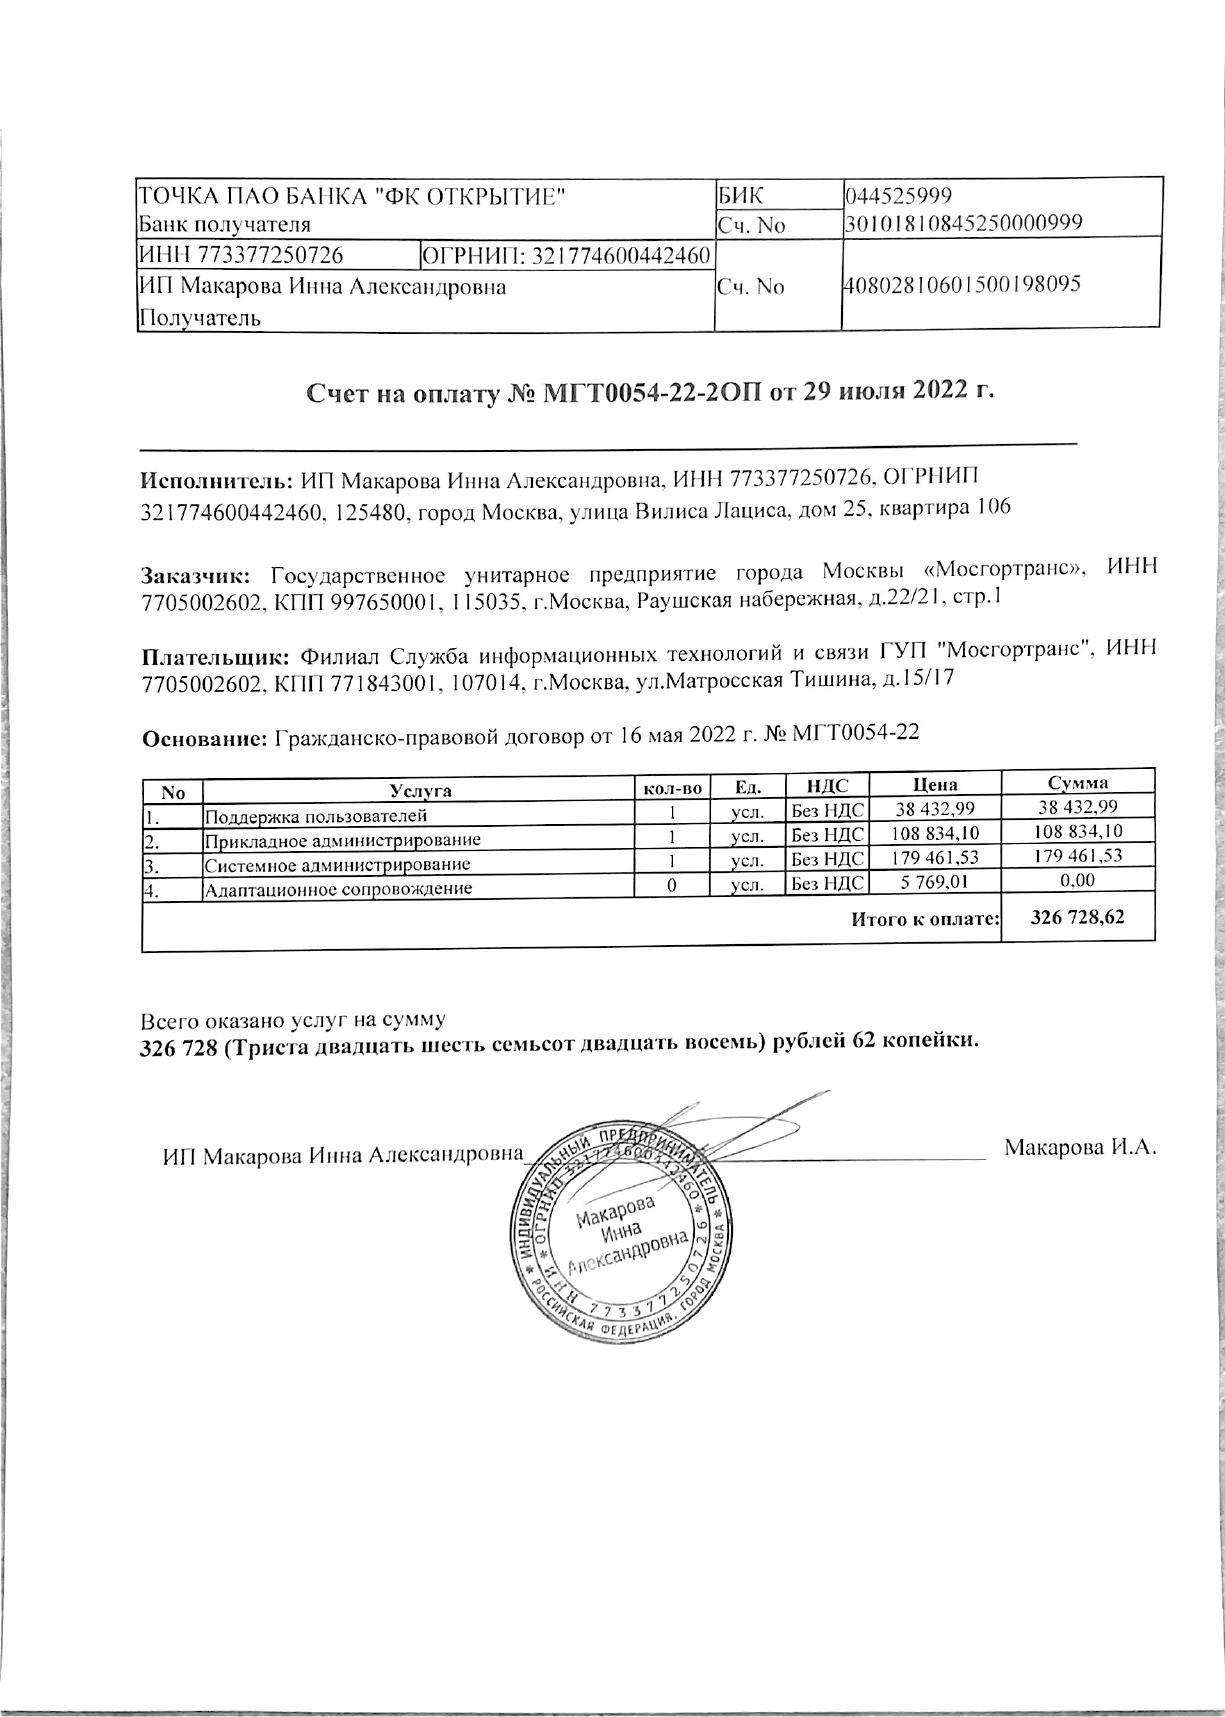 ТОЧКА ПАО БАНКА "ФК ОТКРЫТИЕ" БИК 044525999
Банк получателя Сч. No 30101810845250000999
ИНН 773377250726 ОГРНИП: 321774600442460
ИП Макарова Инна Александровна Сч. No 40802810601500198095
Получатель
Счет на оплату № МГТ0054-22-2ОП от 29 июля 2022 г.
Исполнитель: ИП Макарова Инна Александровна, ИНН 773377250726, ОГРНИП
321774600442460, 125480, город Москва, улица Вилиса Лациса, дом 25, квартира 106
Заказчик: Государственное унитарное предприятие города Москвы «Мосгортранс», ИНН
7705002602, КПП 997650001, 115035, г.Москва, Раушская набережная, д.22/21, стр.1
Плательщик: Филиал Служба информационных технологий и связи ГУП "Мосгортранс", ИНН
7705002602, КПП 771843001, 107014, г.Москва, ул.Матросская Тишина, д.15/17
Основание: Гражданско-правовой договор от 16 мая 2022 г. № МГТ0054-22
No Услуга кол-во Ед. НДС Цена Сумма
1. Поддержка пользователей 1 усл. Без НДС 38 432,99 38 432,99
2. Прикладное администрирование 1 усл. Без НДС 108 834,10 108 834,10
3. Системное администрирование 1 усл. Без НДС 179 461,53 179 461,53
4. Адаптационное сопровождение 0 усл. Без НДС 5 769,01 0,00
Итого к оплате: 326 728,62
Всего оказано услуг на сумму
326 728 (Триста двадцать шесть семьсот двадцать восемь) рублей 62 копейки.
ИП Макарова Инна Александровна Макарова И.А.
* ИНДИВИДУАЛЬНЫЙ ПРЕДПРИНИМАТЕЛЬ *
* ОГРНИП 321774600442460 *
Макарова
Инна
Александровна
ИНН 773377250726
РОССИЙСКАЯ ФЕДЕРАЦИЯ, ГОРОД МОСКВА